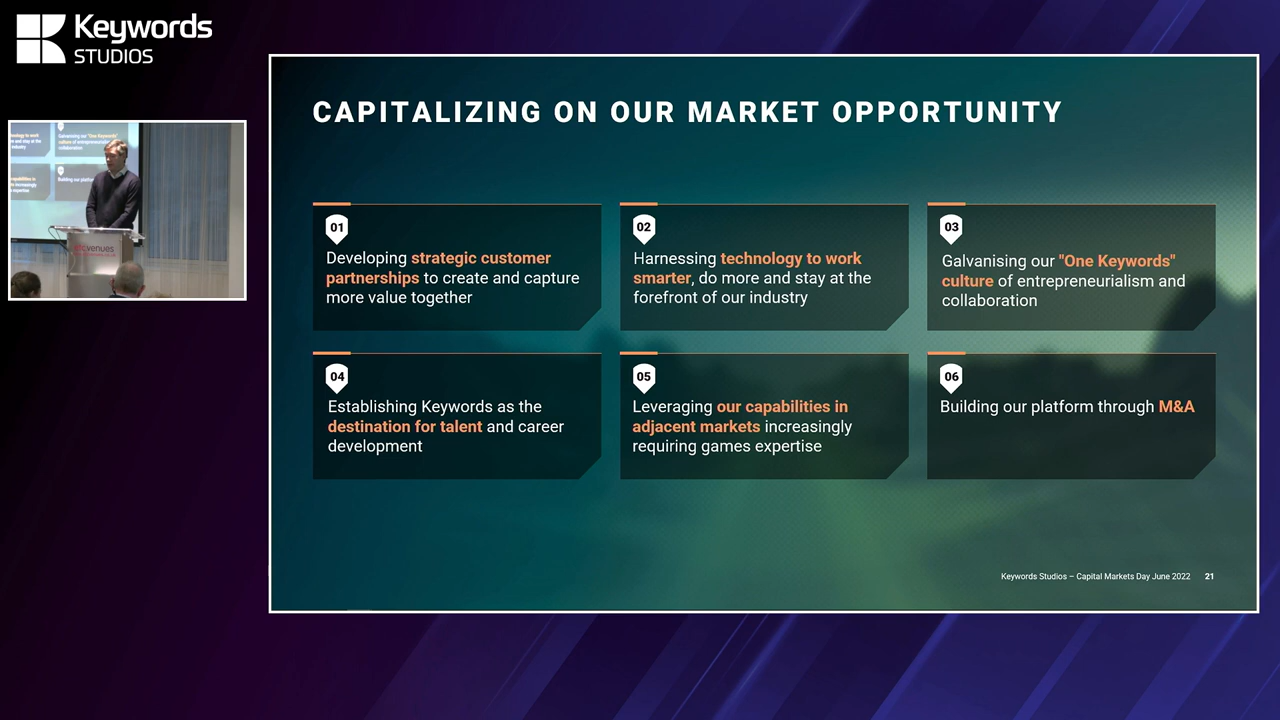 Keywords
STUDIOS
CAPITALIZING ON OUR MARKET OPPORTUNITY
01
Developing strategic customer
partnerships to create and capture
more value together
02
Harnessing technology to work
smarter, do more and stay at the
forefront of our industry
03
Galvanising our "One Keywords"
culture of entrepreneurialism and
collaboration
04
Establishing Keywords as the
destination for talent and career
development
05
Leveraging our capabilities in
adjacent markets increasingly
requiring games expertise
06
Building our platform through M&A
Keywords Studios – Capital Markets Day June 2022 21